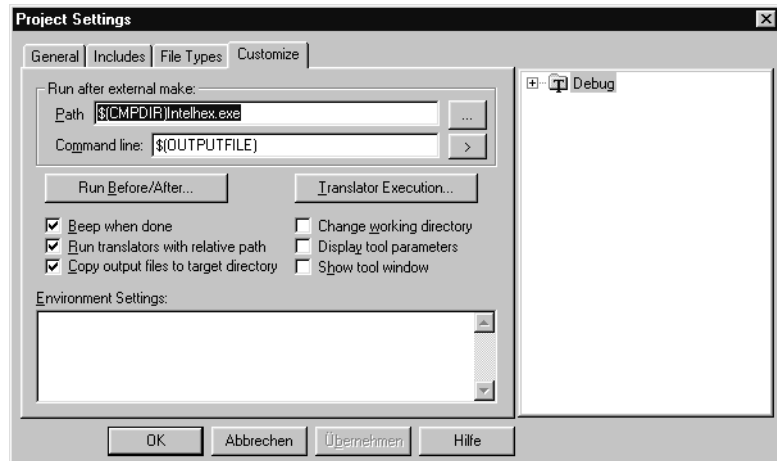 Project Settings
General Includes File Types Customize
Run after external make:
Path $(CMPDIR)Intelhex.exe ...
Command line: $(OUTPUTFILE) >
Run Before/After... Translator Execution...
Beep when done Change working directory
Run translators with relative path Display tool parameters
Copy output files to target directory Show tool window
Environment Settings:
Debug
OK Abbrechen Übernehmen Hilfe